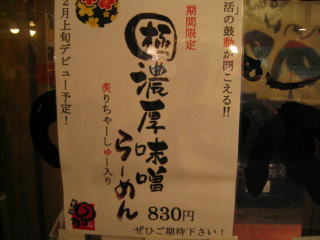 活の鼓動が聞こえる!!
期間限定
極濃厚味噌
らーめん
炙りちゃーしゅー入り
830円
ぜひご期待下さい!
2月上旬デビュー予定!